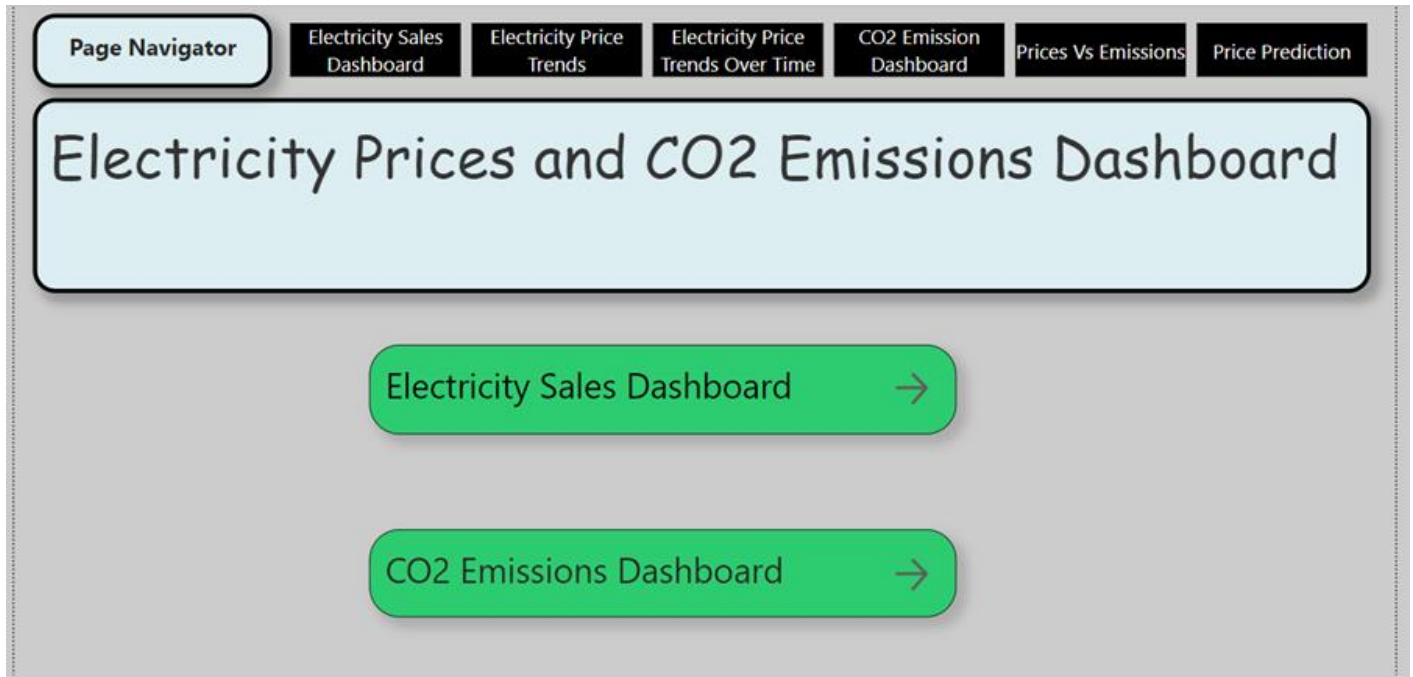 Page Navigator
Electricity Sales
Dashboard
Electricity Price
Trends
Electricity Price
Trends Over Time
CO2 Emission
Dashboard
Prices Vs Emissions
Price Prediction
Electricity Prices and CO2 Emissions Dashboard
Electricity Sales Dashboard
CO2 Emissions Dashboard